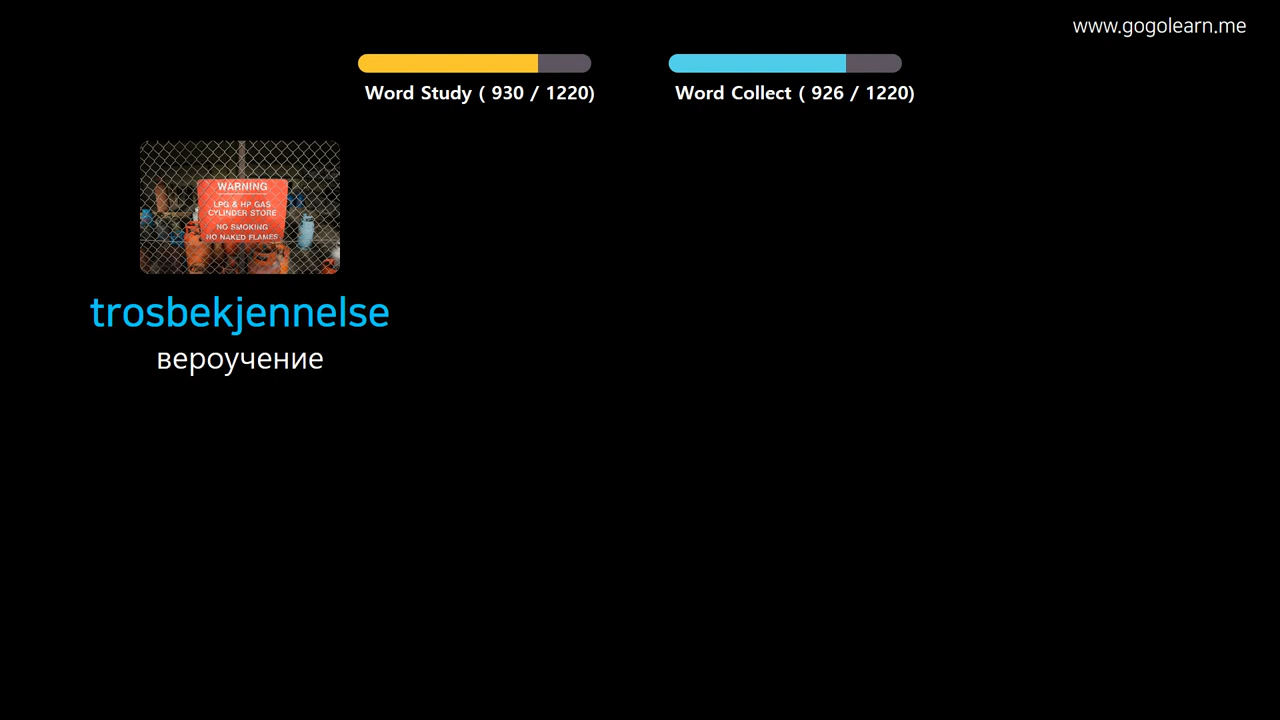 www.gogolearn.me
Word Study ( 930 / 1220)
Word Collect ( 926 / 1220)
WARNING
LPG & HP GAS
CYLINDER STORE
NO SMOKING
NO NAKED FLAMES
trosbekjennelse
вероучение